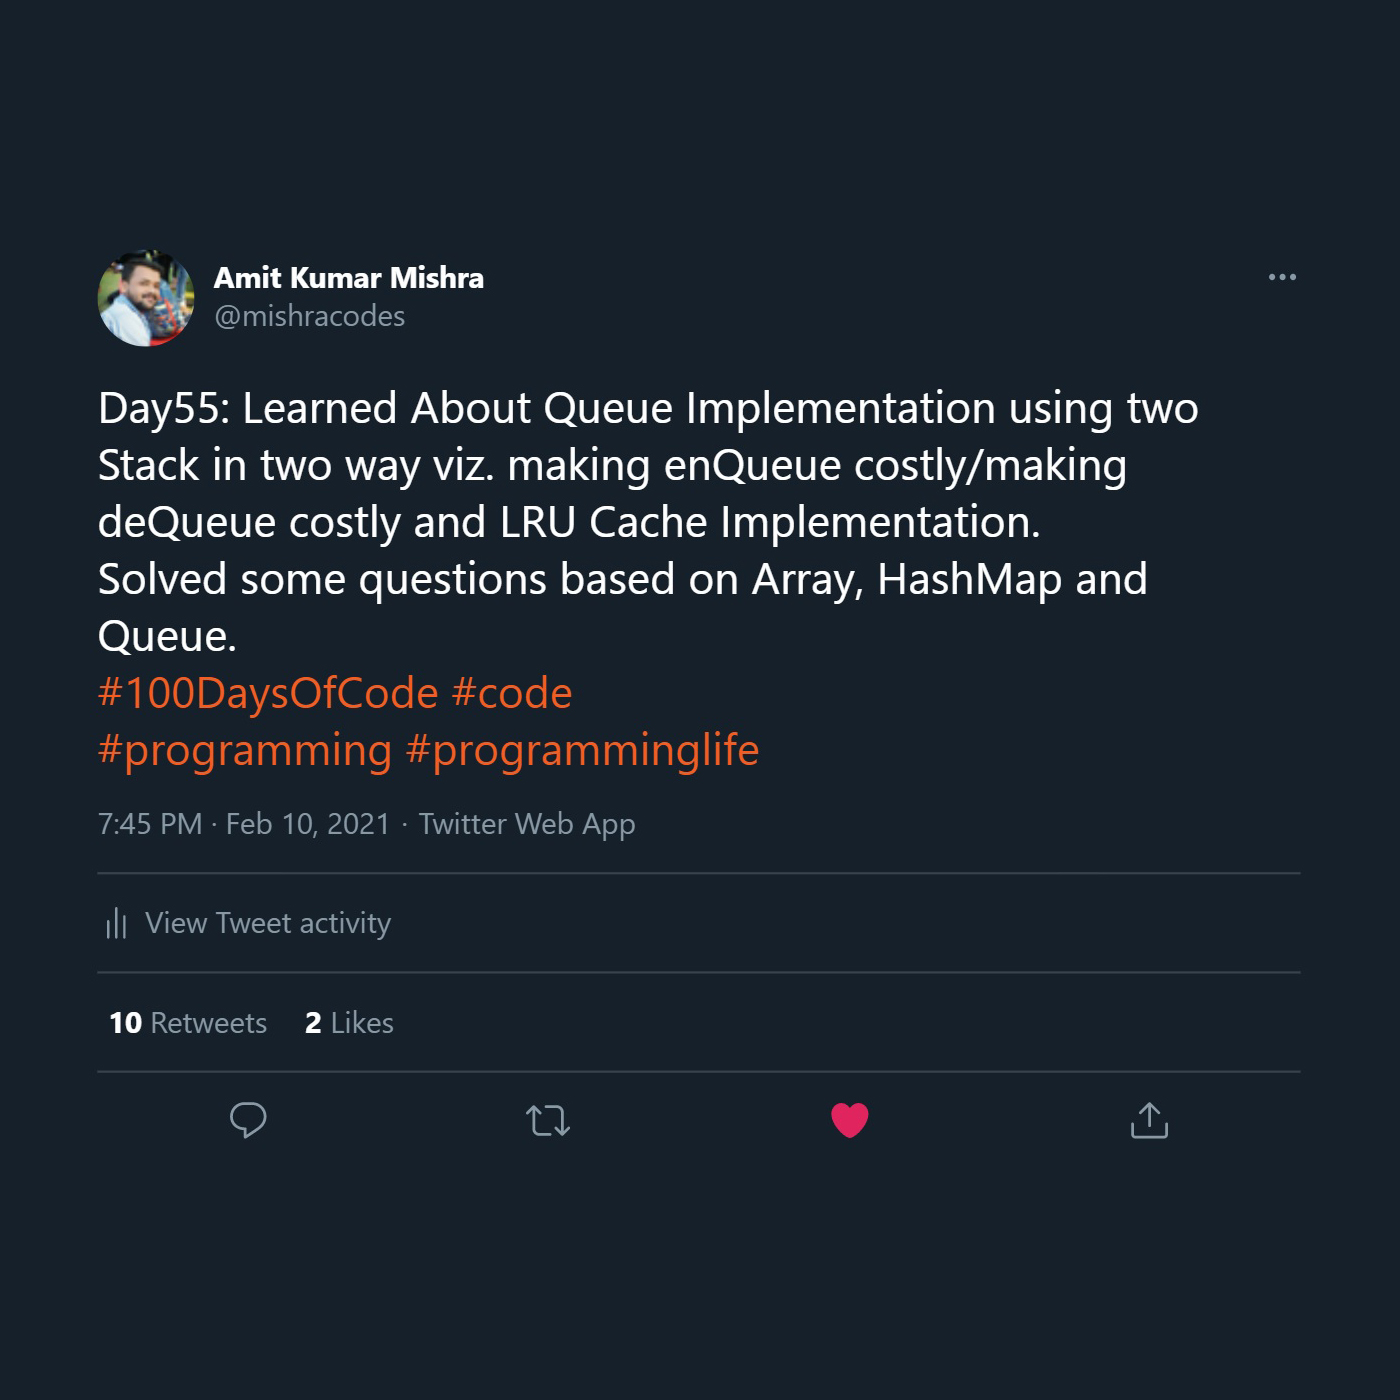 Amit Kumar Mishra
@mishracodes
Day55: Learned About Queue Implementation using two
Stack in two way viz. making enQueue costly/making
deQueue costly and LRU Cache Implementation.
Solved some questions based on Array, HashMap and
Queue.
#100DaysOfCode #code
#programming #programminglife
7:45 PM · Feb 10, 2021 · Twitter Web App
View Tweet activity
10 Retweets 2 Likes